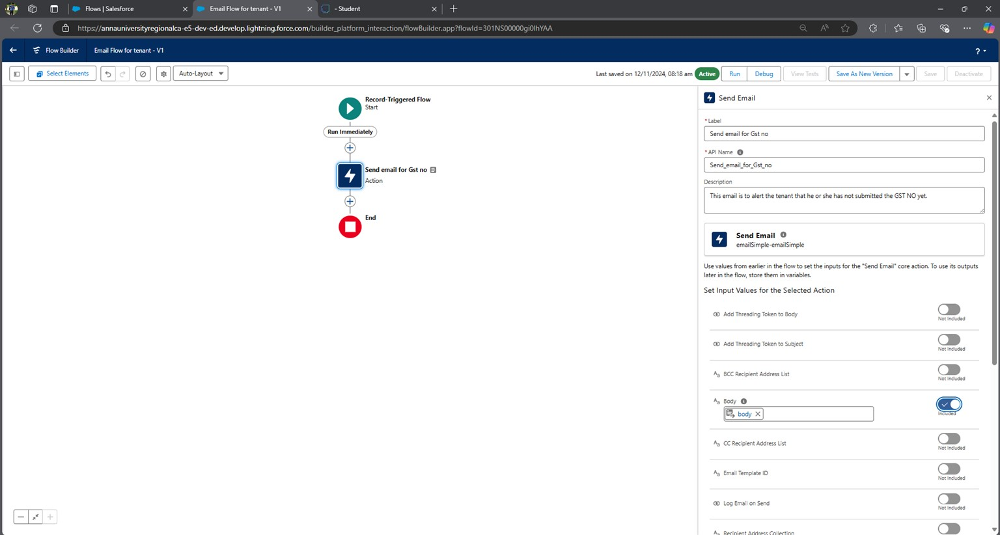 Flows | Salesforce
Email Flow for tenant - V1
- Student
https://annauniversityregionalca-e5-dev-ed.develop.lightning.force.com/builder_platform_interaction/flowBuilder.app?flowId=301NS00000gi0lhYAA
Flow Builder
Email Flow for tenant - V1
?
Select Elements
Auto-Layout
Last saved on 12/11/2024, 08:18 am
Active
Run
Debug
View Tests
Save As New Version
Save
Deactivate
Record-Triggered Flow
Start
Run Immediately
Send email for Gst no
Action
End
Send Email
* Label
Send email for Gst no
* API Name
Send_email_for_Gst_no
Description
This email is to alert the tenant that he or she has not submitted the GST NO yet.
Send Email
emailSimple-emailSimple
Use values from earlier in the flow to set the inputs for the "Send Email" core action. To use its outputs
later in the flow, store them in variables.
Set Input Values for the Selected Action
Add Threading Token to Body
Not Included
Add Threading Token to Subject
Not Included
Aa BCC Recipient Address List
Not Included
Aa Body
body
Included
Aa CC Recipient Address List
Not Included
Aa Email Template ID
Not Included
Log Email on Send
Not Included
Aa Recipient Address Collection